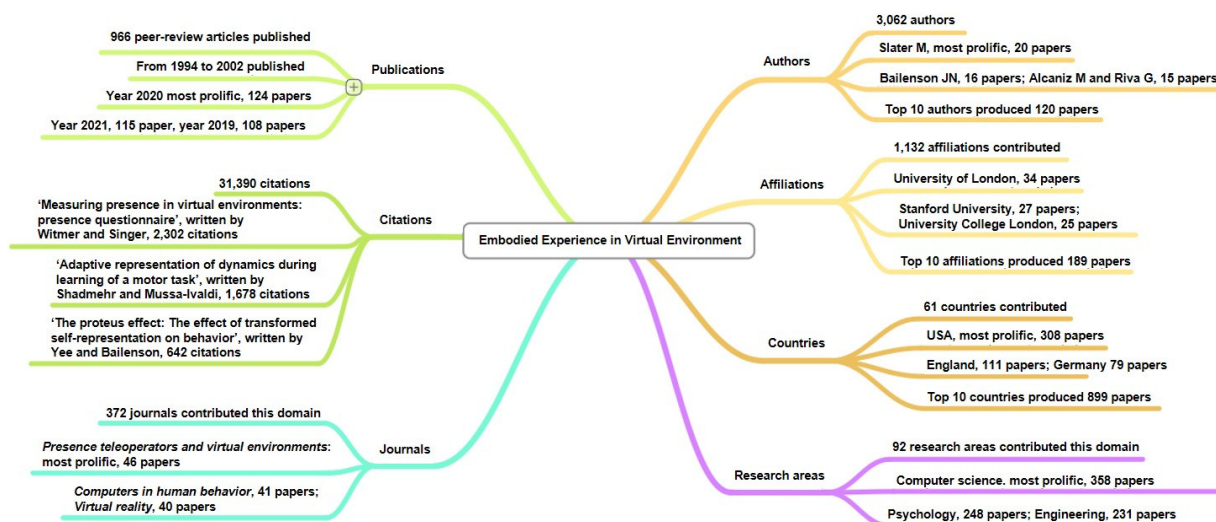 966 peer-review articles published
From 1994 to 2002 published
Year 2020 most prolific, 124 papers
Year 2021, 115 paper, year 2019, 108 papers
Publications
31,390 citations
‘Measuring presence in virtual environments:
presence questionnaire’, written by
Witmer and Singer, 2,302 citations
‘Adaptive representation of dynamics during
learning of a motor task’, written by
Shadmehr and Mussa-Ivaldi, 1,678 citations
‘The proteus effect: The effect of transformed
self-representation on behavior’, written by
Yee and Bailenson, 642 citations
Citations
372 journals contributed this domain
Presence teleoperators and virtual environments:
most prolific, 46 papers
Computers in human behavior, 41 papers;
Virtual reality, 40 papers
Journals
Embodied Experience in Virtual Environment
Authors
3,062 authors
Slater M, most prolific, 20 papers
Bailenson JN, 16 papers; Alcaniz M and Riva G, 15 papers
Top 10 authors produced 120 papers
Affiliations
1,132 affiliations contributed
University of London, 34 papers
Stanford University, 27 papers;
University College London, 25 papers
Top 10 affiliations produced 189 papers
Countries
61 countries contributed
USA, most prolific, 308 papers
England, 111 papers; Germany 79 papers
Top 10 countries produced 899 papers
Research areas
92 research areas contributed this domain
Computer science. most prolific, 358 papers
Psychology, 248 papers; Engineering, 231 papers